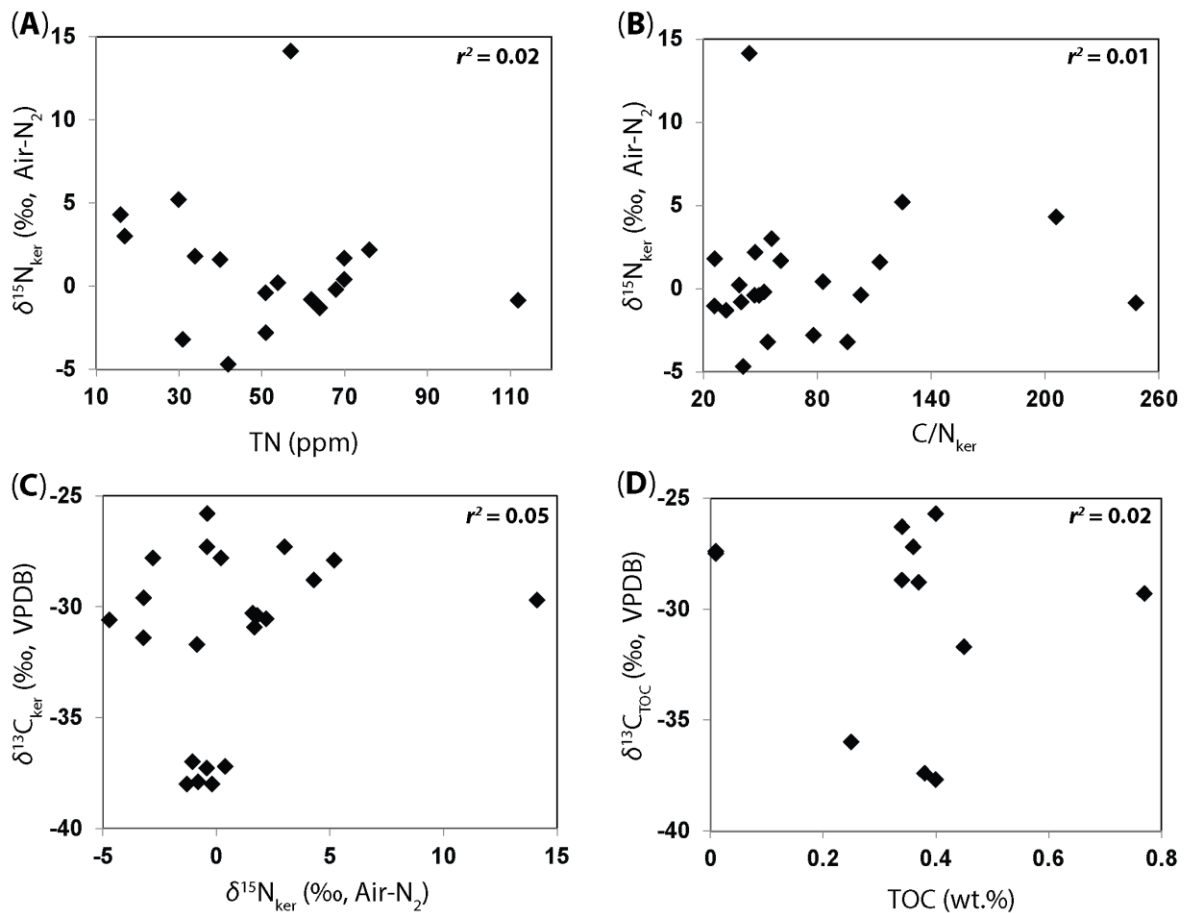 (A)
r² = 0.02
15
10
5
0
-5
δ¹⁵Nₖₑᵣ (‰, Air-N₂)
10 30 50 70 90 110
TN (ppm)
(B)
r² = 0.01
15
10
5
0
-5
δ¹⁵Nₖₑᵣ (‰, Air-N₂)
20 80 140 200 260
C/Nₖₑᵣ
(C)
r² = 0.05
-25
-30
-35
-40
δ¹³Cₖₑᵣ (‰, VPDB)
-5 0 5 10 15
δ¹⁵Nₖₑᵣ (‰, Air-N₂)
(D)
r² = 0.02
-25
-30
-35
-40
δ¹³C_TOC (‰, VPDB)
0 0.2 0.4 0.6 0.8
TOC (wt.%)